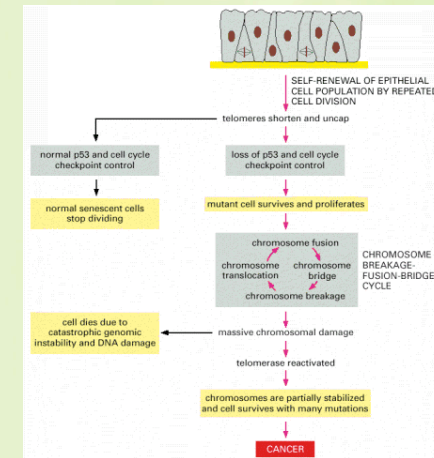 SELF-RENEWAL OF EPITHELIAL
CELL POPULATION BY REPEATED
CELL DIVISION
telomeres shorten and uncap
normal p53 and cell cycle
checkpoint control
loss of p53 and cell cycle
checkpoint control
normal senescent cells
stop dividing
mutant cell survives and proliferates
chromosome fusion
chromosome
translocation
chromosome
bridge
chromosome breakage
CHROMOSOME
BREAKAGE-
FUSION-BRIDGE
CYCLE
cell dies due to
catastrophic genomic
instability and DNA damage
massive chromosomal damage
telomerase reactivated
chromosomes are partially stabilized
and cell survives with many mutations
CANCER